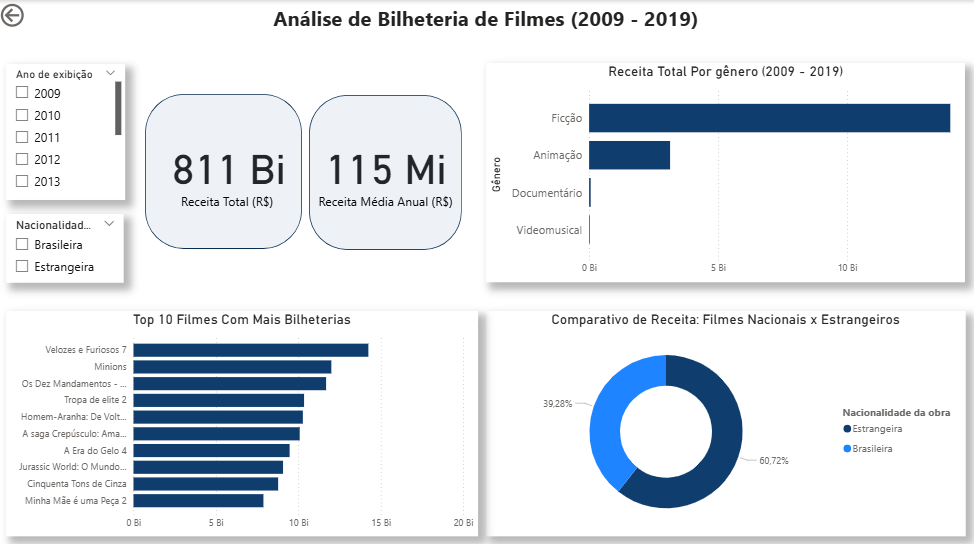 Análise de Bilheteria de Filmes (2009 - 2019)
Ano de exibição
2009
2010
2011
2012
2013
Nacionalidad...
Brasileira
Estrangeira
811 Bi
Receita Total (R$)
115 Mi
Receita Média Anual (R$)
Receita Total Por gênero (2009 - 2019)
Gênero
Ficção
Animação
Documentário
Videomusical
0 Bi 5 Bi 10 Bi
Top 10 Filmes Com Mais Bilheterias
Velozes e Furiosos 7
Minions
Os Dez Mandamentos - ...
Tropa de elite 2
Homem-Aranha: De Volt...
A saga Crepúsculo: Ama...
A Era do Gelo 4
Jurassic World: O Mundo...
Cinquenta Tons de Cinza
Minha Mãe é uma Peça 2
0 Bi 5 Bi 10 Bi 15 Bi 20 Bi
Comparativo de Receita: Filmes Nacionais x Estrangeiros
39,28%
60,72%
Nacionalidade da obra
Estrangeira
Brasileira